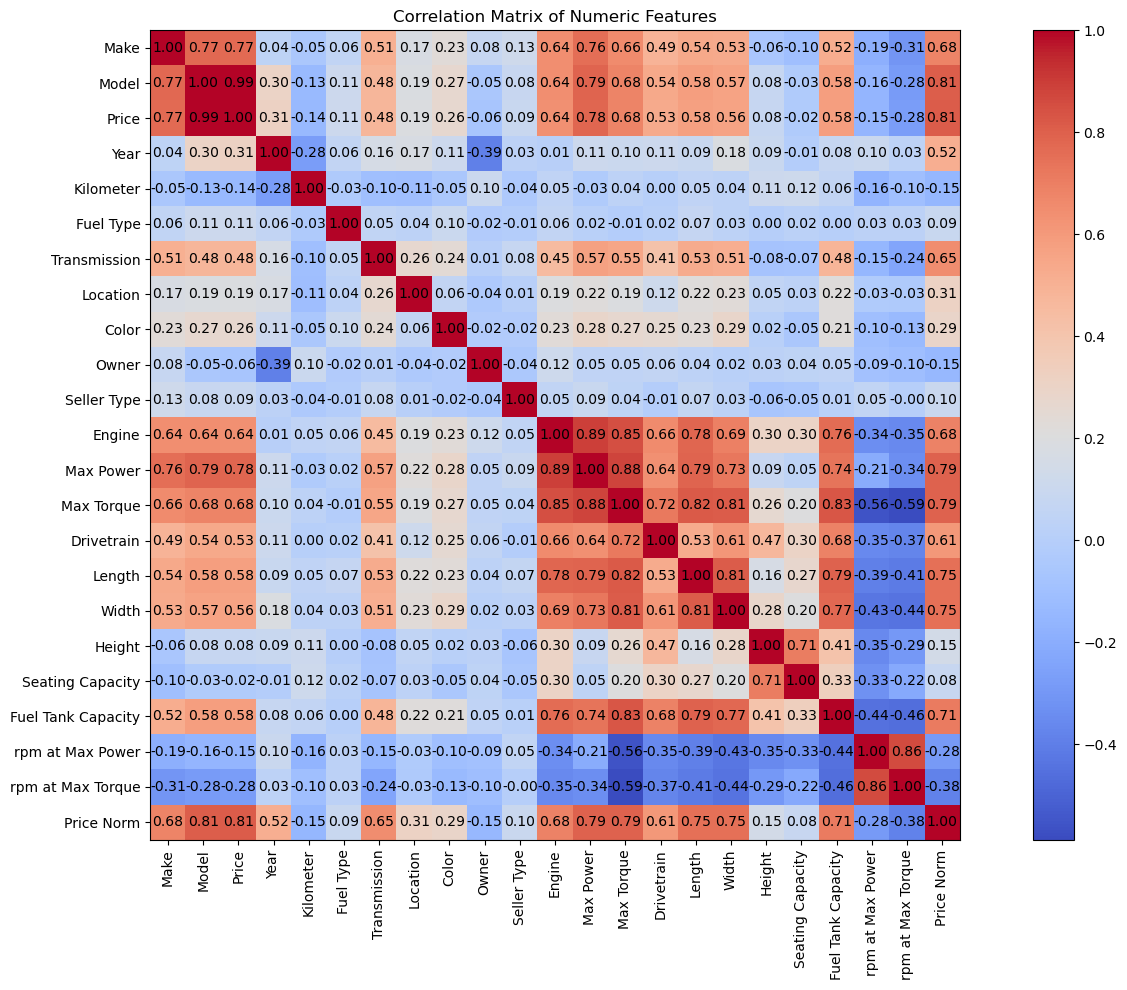 Correlation Matrix of Numeric Features
Make 1.00 0.77 0.77 0.04 -0.05 0.06 0.51 0.17 0.23 0.08 0.13 0.64 0.76 0.66 0.49 0.54 0.53 -0.06 -0.10 0.52 -0.19 -0.31 0.68
Model 0.77 1.00 0.99 0.30 -0.13 0.11 0.48 0.19 0.27 -0.05 0.08 0.64 0.79 0.68 0.54 0.58 0.57 0.08 -0.03 0.58 -0.16 -0.28 0.81
Price 0.77 0.99 1.00 0.31 -0.14 0.11 0.48 0.19 0.26 -0.06 0.09 0.64 0.78 0.68 0.53 0.58 0.56 0.08 -0.02 0.58 -0.15 -0.28 0.81
Year 0.04 0.30 0.31 1.00 -0.28 0.06 0.16 0.17 0.11 -0.39 0.03 0.01 0.11 0.10 0.11 0.09 0.18 0.09 -0.01 0.08 0.10 0.03 0.52
Kilometer -0.05 -0.13 -0.14 -0.28 1.00 -0.03 -0.10 -0.11 -0.05 0.10 -0.04 0.05 -0.03 0.04 0.00 0.05 0.04 0.11 0.12 0.06 -0.16 -0.10 -0.15
Fuel Type 0.06 0.11 0.11 0.06 -0.03 1.00 0.05 0.04 0.10 -0.02 -0.01 0.06 0.02 -0.01 0.02 0.07 0.03 0.00 0.02 0.00 0.03 0.03 0.09
Transmission 0.51 0.48 0.48 0.16 -0.10 0.05 1.00 0.26 0.24 0.01 0.08 0.45 0.57 0.55 0.41 0.53 0.51 -0.08 -0.07 0.48 -0.15 -0.24 0.65
Location 0.17 0.19 0.19 0.17 -0.11 0.04 0.26 1.00 0.06 -0.04 0.01 0.19 0.22 0.19 0.12 0.22 0.23 0.05 0.03 0.22 -0.03 -0.03 0.31
Color 0.23 0.27 0.26 0.11 -0.05 0.10 0.24 0.06 1.00 -0.02 -0.02 0.23 0.28 0.27 0.25 0.23 0.29 0.02 -0.05 0.21 -0.10 -0.13 0.29
Owner 0.08 -0.05 -0.06 -0.39 0.10 -0.02 0.01 -0.04 -0.02 1.00 -0.04 0.12 0.05 0.05 0.06 0.04 0.02 0.03 0.04 0.05 -0.09 -0.10 -0.15
Seller Type 0.13 0.08 0.09 0.03 -0.04 -0.01 0.08 0.01 -0.02 -0.04 1.00 0.05 0.09 0.04 -0.01 0.07 0.03 -0.06 -0.05 0.01 0.05 -0.00 0.10
Engine 0.64 0.64 0.64 0.01 0.05 0.06 0.45 0.19 0.23 0.12 0.05 1.00 0.89 0.85 0.66 0.78 0.69 0.30 0.30 0.76 -0.34 -0.35 0.68
Max Power 0.76 0.79 0.78 0.11 -0.03 0.02 0.57 0.22 0.28 0.05 0.09 0.89 1.00 0.88 0.64 0.79 0.73 0.09 0.05 0.74 -0.21 -0.34 0.79
Max Torque 0.66 0.68 0.68 0.10 0.04 -0.01 0.55 0.19 0.27 0.05 0.04 0.85 0.88 1.00 0.72 0.82 0.81 0.26 0.20 0.83 -0.56 -0.59 0.79
Drivetrain 0.49 0.54 0.53 0.11 0.00 0.02 0.41 0.12 0.25 0.06 -0.01 0.66 0.64 0.72 1.00 0.53 0.61 0.47 0.30 0.68 -0.35 -0.37 0.61
Length 0.54 0.58 0.58 0.09 0.05 0.07 0.53 0.22 0.23 0.04 0.07 0.78 0.79 0.82 0.53 1.00 0.81 0.16 0.27 0.79 -0.39 -0.41 0.75
Width 0.53 0.57 0.56 0.18 0.04 0.03 0.51 0.23 0.29 0.02 0.03 0.69 0.73 0.81 0.61 0.81 1.00 0.28 0.20 0.77 -0.43 -0.44 0.75
Height -0.06 0.08 0.08 0.09 0.11 0.00 -0.08 0.05 0.02 0.03 -0.06 0.30 0.09 0.26 0.47 0.16 0.28 1.00 0.71 0.41 -0.35 -0.29 0.15
Seating Capacity -0.10 -0.03 -0.02 -0.01 0.12 0.02 -0.07 0.03 -0.05 0.04 -0.05 0.30 0.05 0.20 0.30 0.27 0.20 0.71 1.00 0.33 -0.33 -0.22 0.08
Fuel Tank Capacity 0.52 0.58 0.58 0.08 0.06 0.00 0.48 0.22 0.21 0.05 0.01 0.76 0.74 0.83 0.68 0.79 0.77 0.41 0.33 1.00 -0.44 -0.46 0.71
rpm at Max Power -0.19 -0.16 -0.15 0.10 -0.16 0.03 -0.15 -0.03 -0.10 -0.09 0.05 -0.34 -0.21 -0.56 -0.35 -0.39 -0.43 -0.35 -0.33 -0.44 1.00 0.86 -0.28
rpm at Max Torque -0.31 -0.28 -0.28 0.03 -0.10 0.03 -0.24 -0.03 -0.13 -0.10 -0.00 -0.35 -0.34 -0.59 -0.37 -0.41 -0.44 -0.29 -0.22 -0.46 0.86 1.00 -0.38
Price Norm 0.68 0.81 0.81 0.52 -0.15 0.09 0.65 0.31 0.29 -0.15 0.10 0.68 0.79 0.79 0.61 0.75 0.75 0.15 0.08 0.71 -0.28 -0.38 1.00
Make
Model
Price
Year
Kilometer
Fuel Type
Transmission
Location
Color
Owner
Seller Type
Engine
Max Power
Max Torque
Drivetrain
Length
Width
Height
Seating Capacity
Fuel Tank Capacity
rpm at Max Power
rpm at Max Torque
Price Norm
1.0
0.8
0.6
0.4
0.2
0.0
−0.2
−0.4